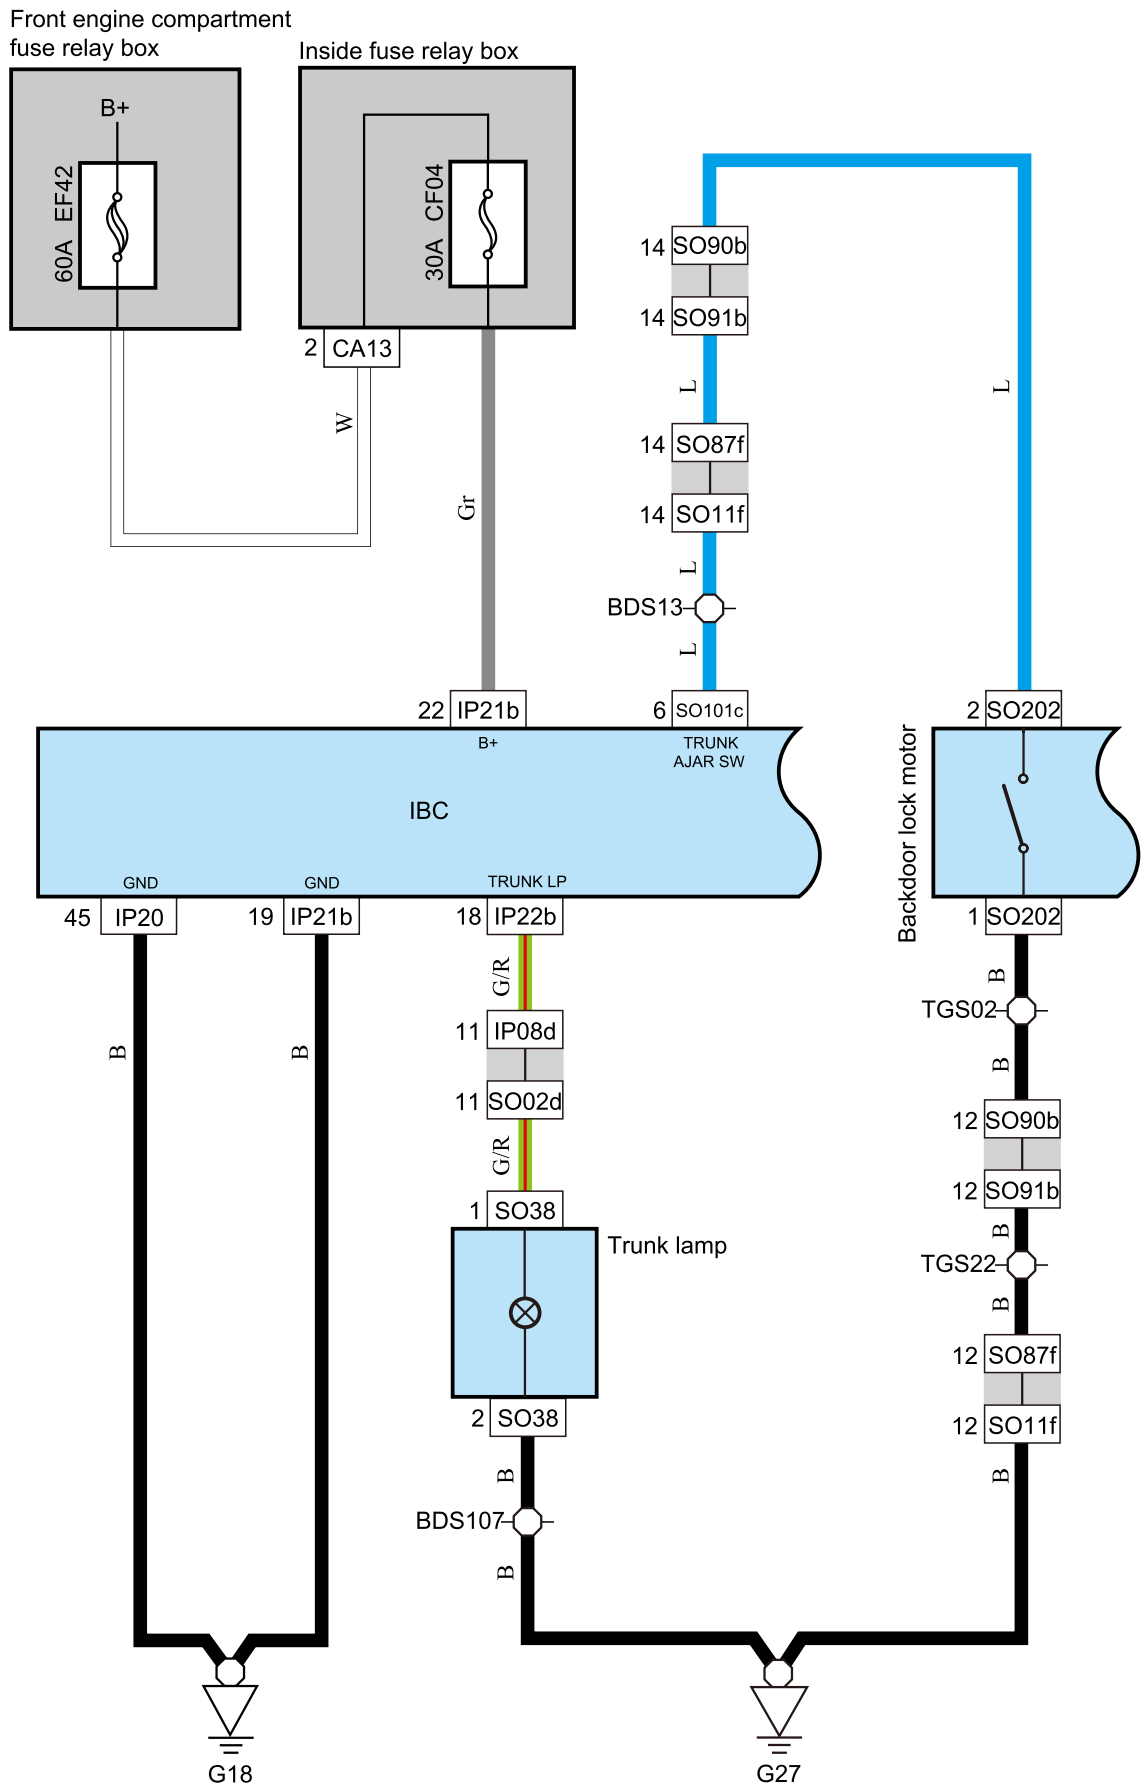 Front engine compartment
fuse relay box
Inside fuse relay box
B+
60A EF42
30A CF04
2 CA13
W
Gr
14 SO90b
14 SO91b
L
L
14 SO87f
14 SO11f
L
BDS13
L
22 IP21b
6 SO101c
2 SO202
B+
TRUNK
AJAR SW
IBC
Backdoor lock motor
GND
GND
TRUNK LP
45 IP20
19 IP21b
18 IP22b
1 SO202
G/R
B
TGS02
11 IP08d
B
B
B
11 SO02d
12 SO90b
G/R
12 SO91b
1 SO38
B
Trunk lamp
TGS22
B
12 SO87f
2 SO38
12 SO11f
B
B
BDS107
B
G18
G27